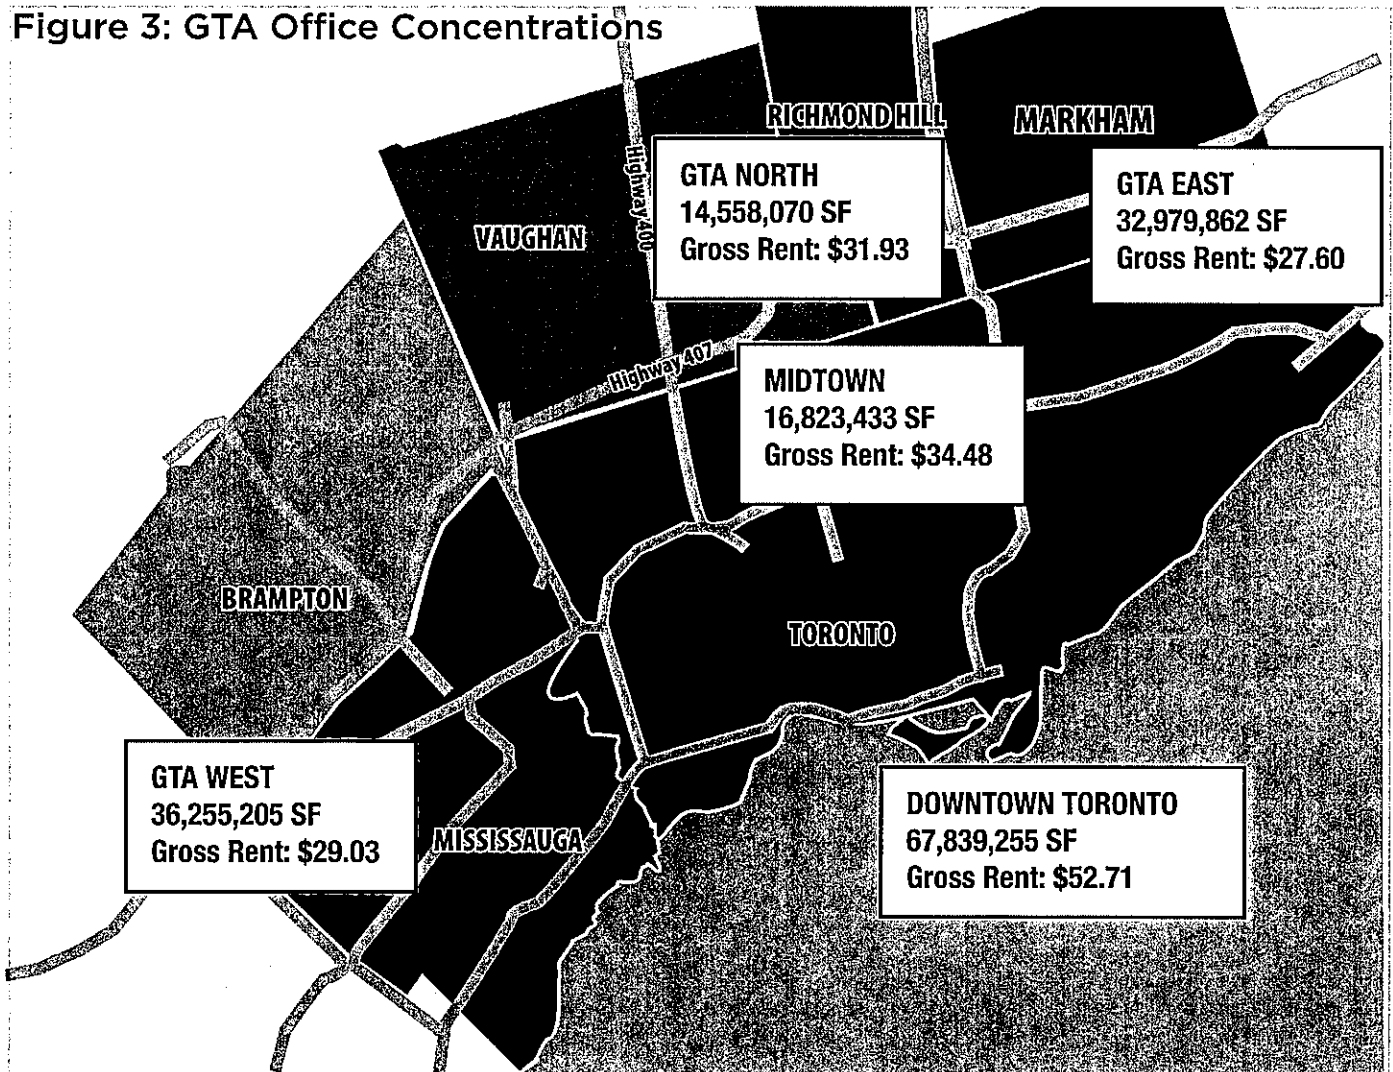 Figure 3: GTA Office Concentrations
RICHMOND HILL
MARKHAM
Highway 400
GTA NORTH
14,558,070 SF
Gross Rent: $31.93
GTA EAST
32,979,862 SF
Gross Rent: $27.60
VAUGHAN
Highway 407
MIDTOWN
16,823,433 SF
Gross Rent: $34.48
BRAMPTON
TORONTO
GTA WEST
36,255,205 SF
Gross Rent: $29.03
MISSISSAUGA
DOWNTOWN TORONTO
67,839,255 SF
Gross Rent: $52.71